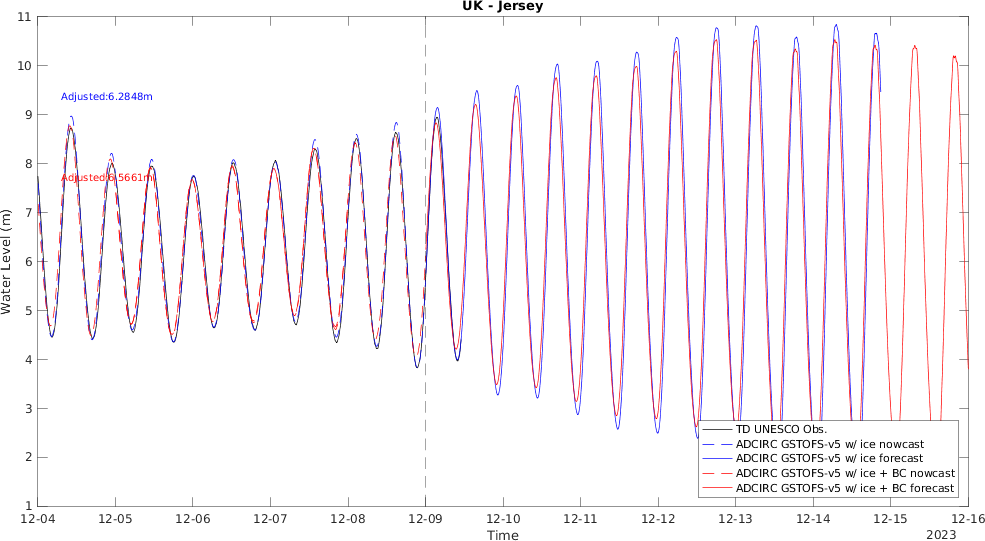 UK - Jersey
11
10
9
8
7
6
5
4
3
2
1
Water Level (m)
Adjusted:6.2848m
Adjusted:6.5661m
TD UNESCO Obs.
ADCIRC GSTOFS-v5 w/ ice nowcast
ADCIRC GSTOFS-v5 w/ ice forecast
ADCIRC GSTOFS-v5 w/ ice + BC nowcast
ADCIRC GSTOFS-v5 w/ ice + BC forecast
12-04 12-05 12-06 12-07 12-08 12-09 12-10 12-11 12-12 12-13 12-14 12-15 12-16
Time
2023